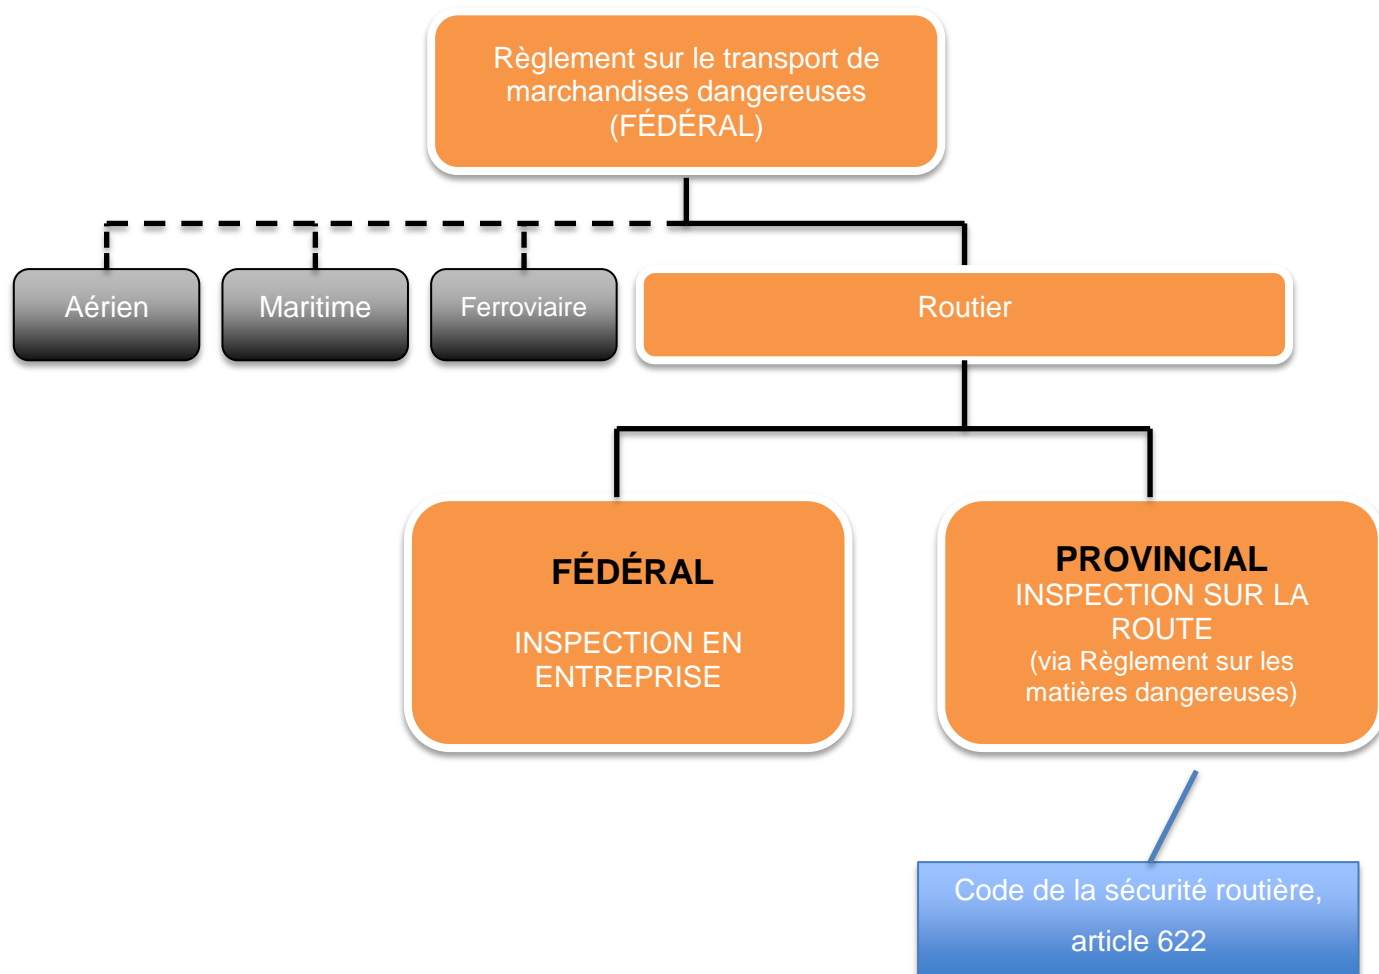 Règlement sur le transport de
marchandises dangereuses
(FÉDÉRAL)
Aérien
Maritime
Ferroviaire
Routier
FÉDÉRAL
INSPECTION EN
ENTREPRISE
PROVINCIAL
INSPECTION SUR LA
ROUTE
(via Règlement sur les
matières dangereuses)
Code de la sécurité routière,
article 622